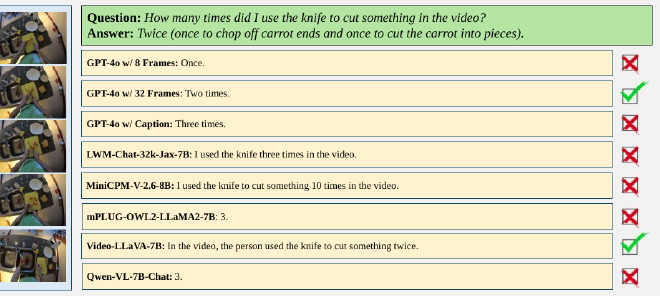 Question: How many times did I use the knife to cut something in the video?
Answer: Twice (once to chop off carrot ends and once to cut the carrot into pieces).
GPT-4o w/ 8 Frames: Once.
GPT-4o w/ 32 Frames: Two times.
GPT-4o w/ Caption: Three times.
LWM-Chat-32k-Jax-7B: I used the knife three times in the video.
MiniCPM-V-2.6-8B: I used the knife to cut something 10 times in the video.
mPLUG-OWL2-LLaMA2-7B: 3.
Video-LLaVA-7B: In the video, the person used the knife to cut something twice.
Qwen-VL-7B-Chat: 3.